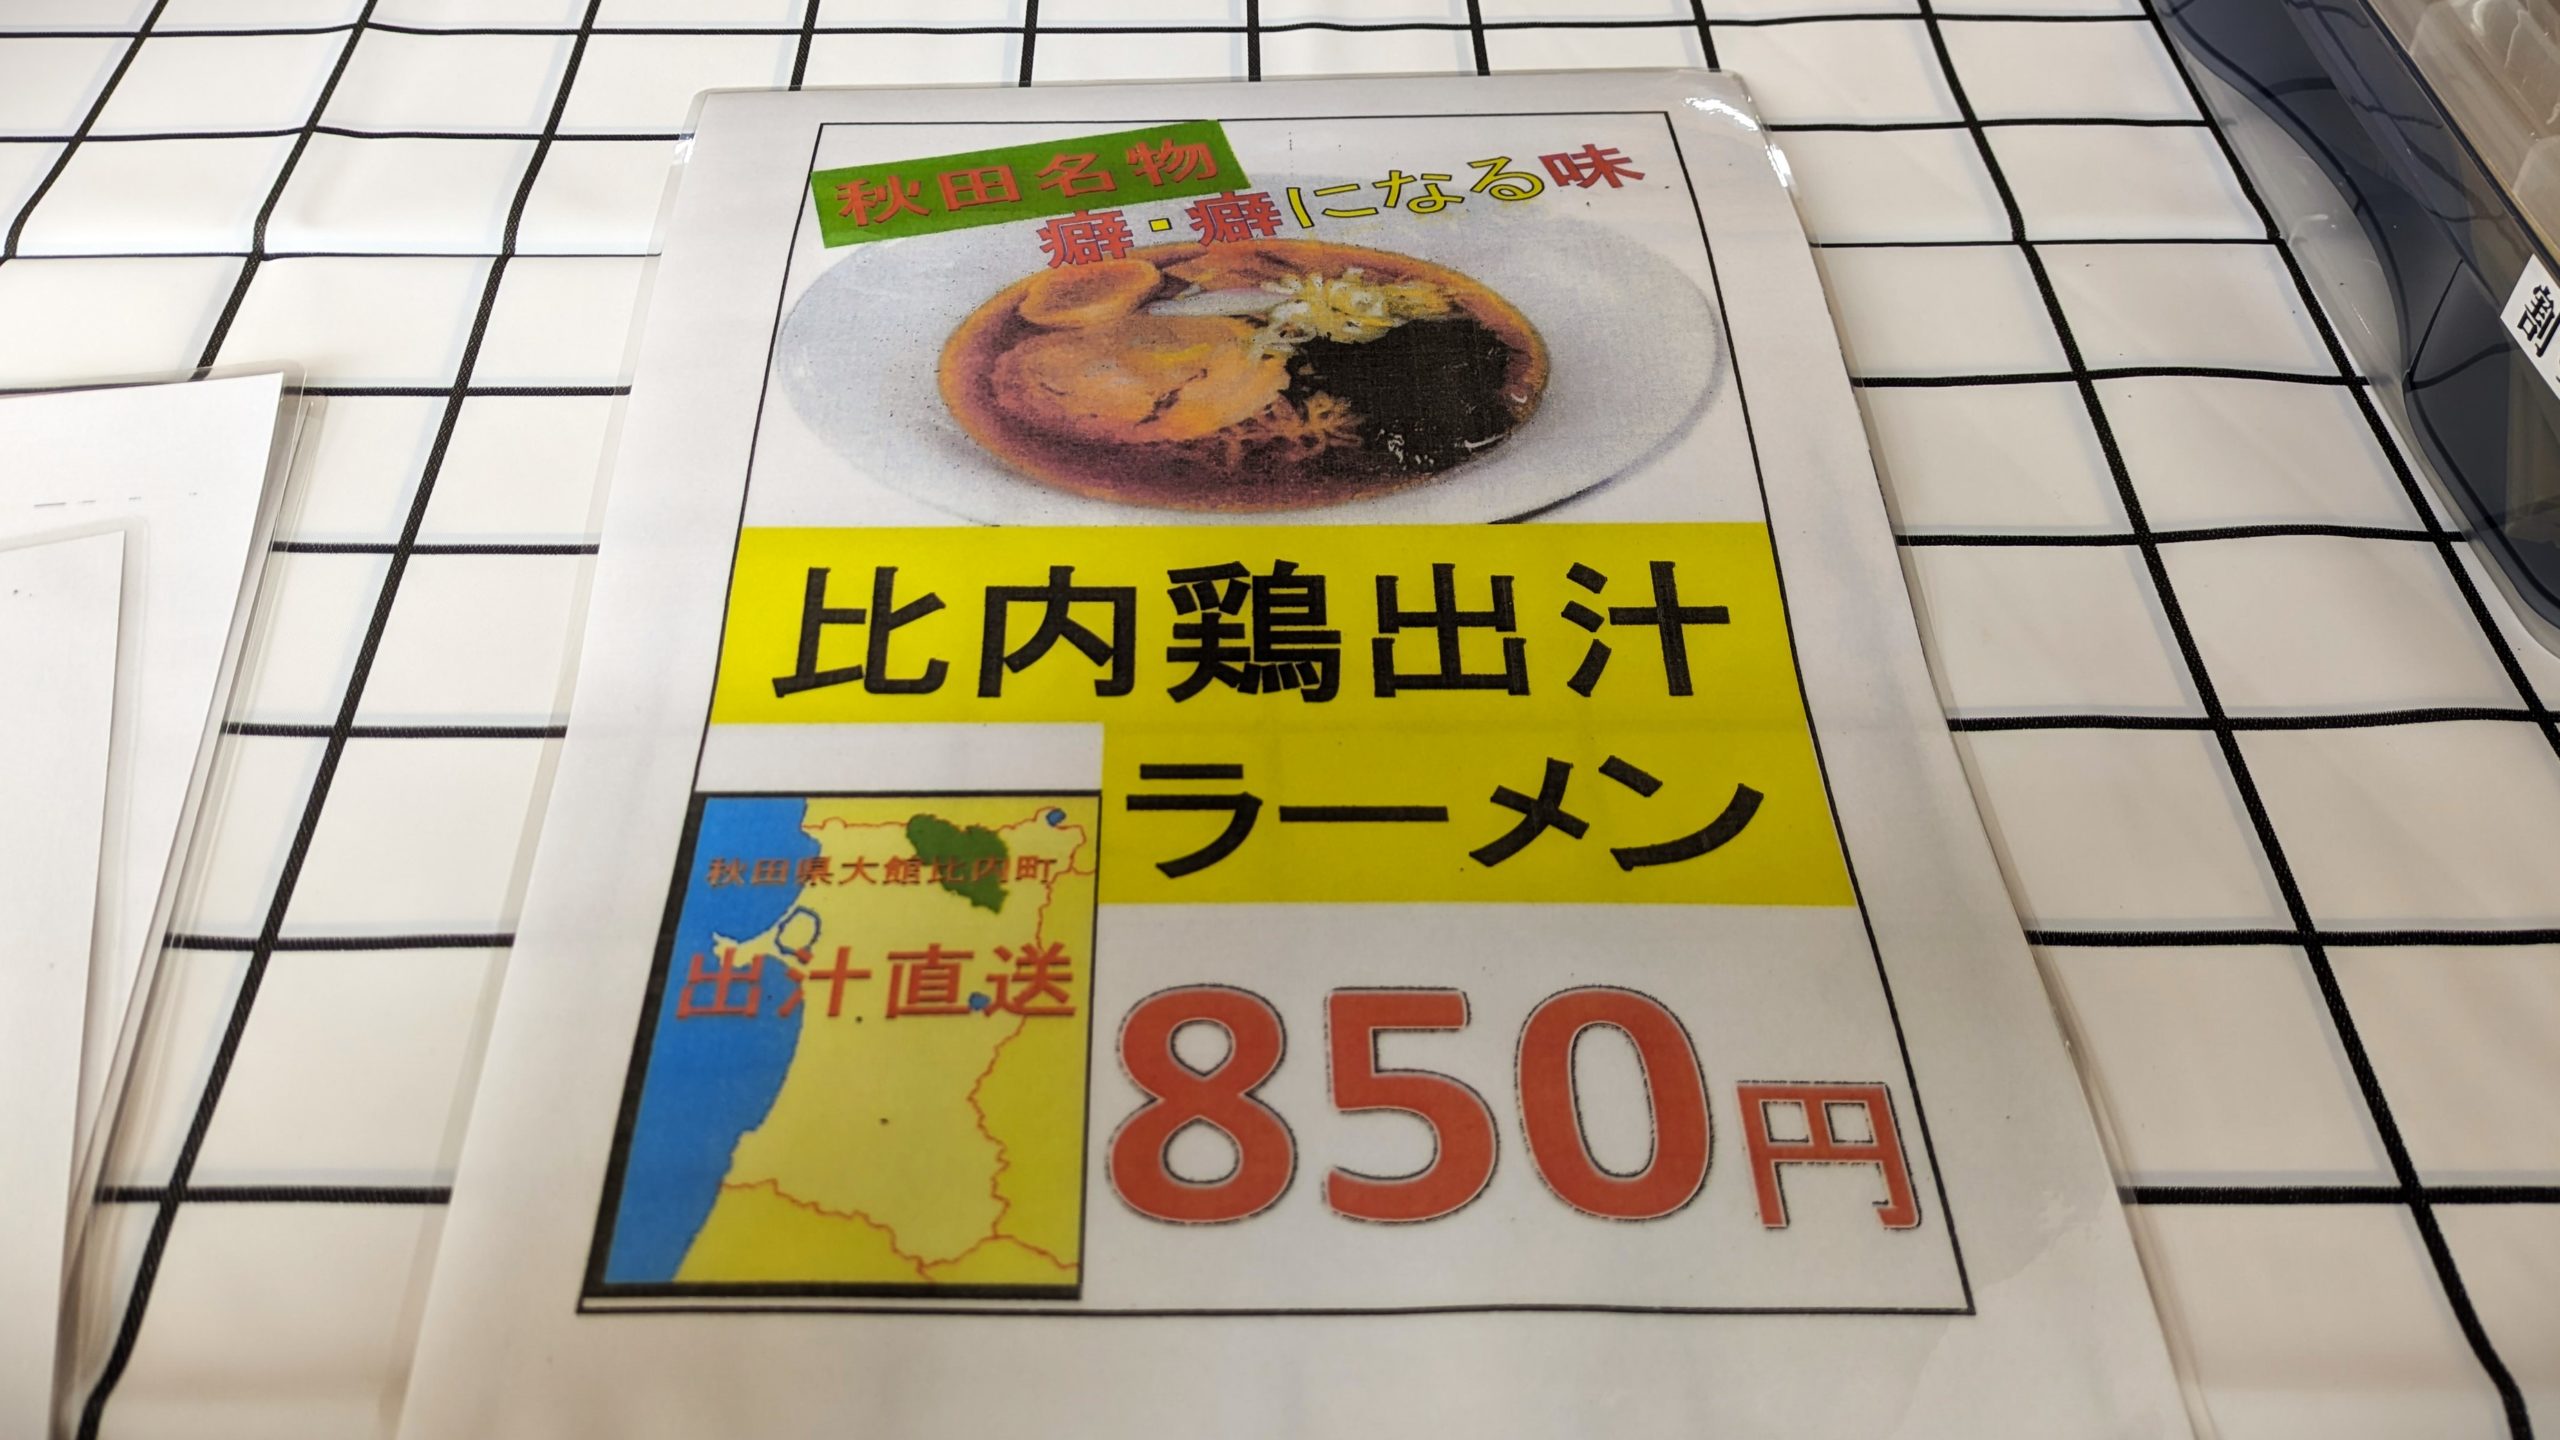 秋田名物
癖・癖になる味
比内鶏出汁
ラーメン
秋田県大館比内町
出汁直送
850円